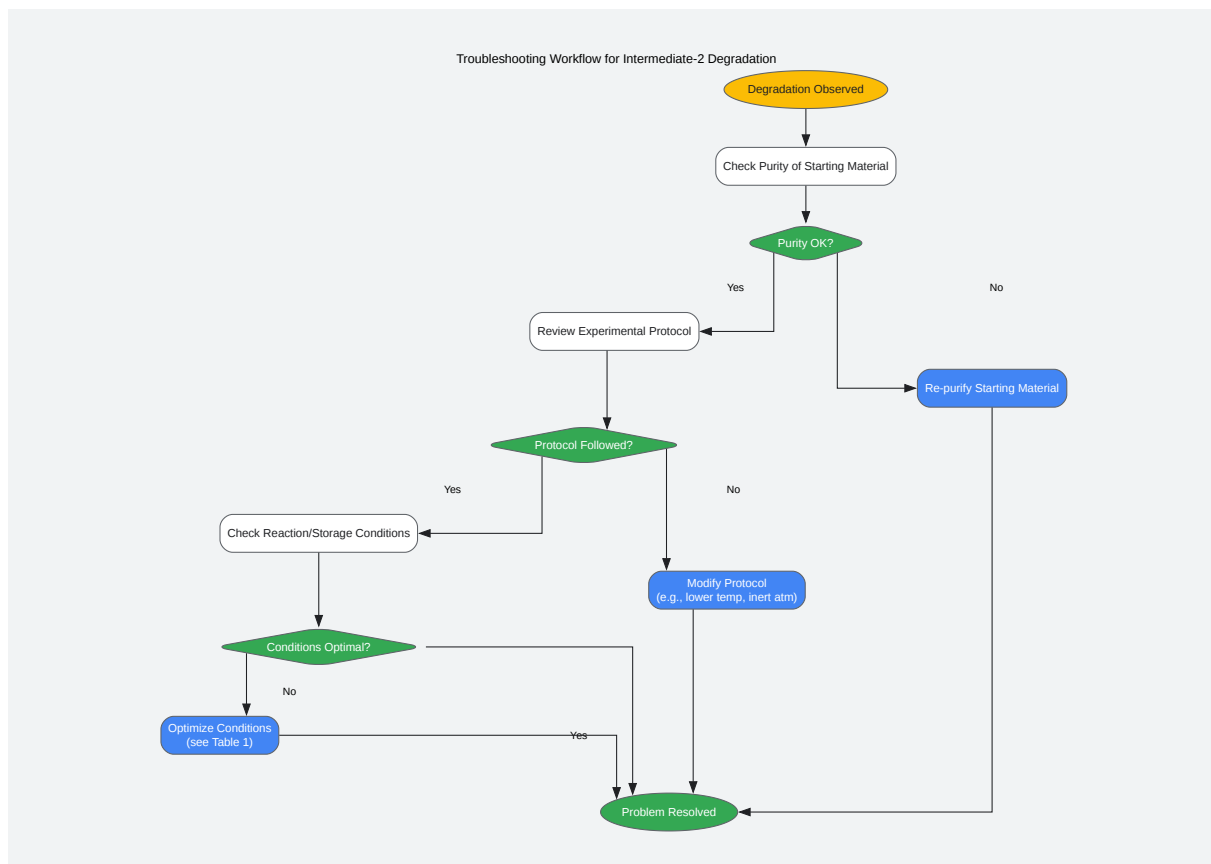 Troubleshooting Workflow for Intermediate-2 Degradation
Degradation Observed
Check Purity of Starting Material
Purity OK?
Yes
No
Review Experimental Protocol
Re-purify Starting Material
Protocol Followed?
Yes
No
Check Reaction/Storage Conditions
Modify Protocol
(e.g., lower temp, inert atm)
Conditions Optimal?
No
Optimize Conditions
(see Table 1)
Yes
Problem Resolved